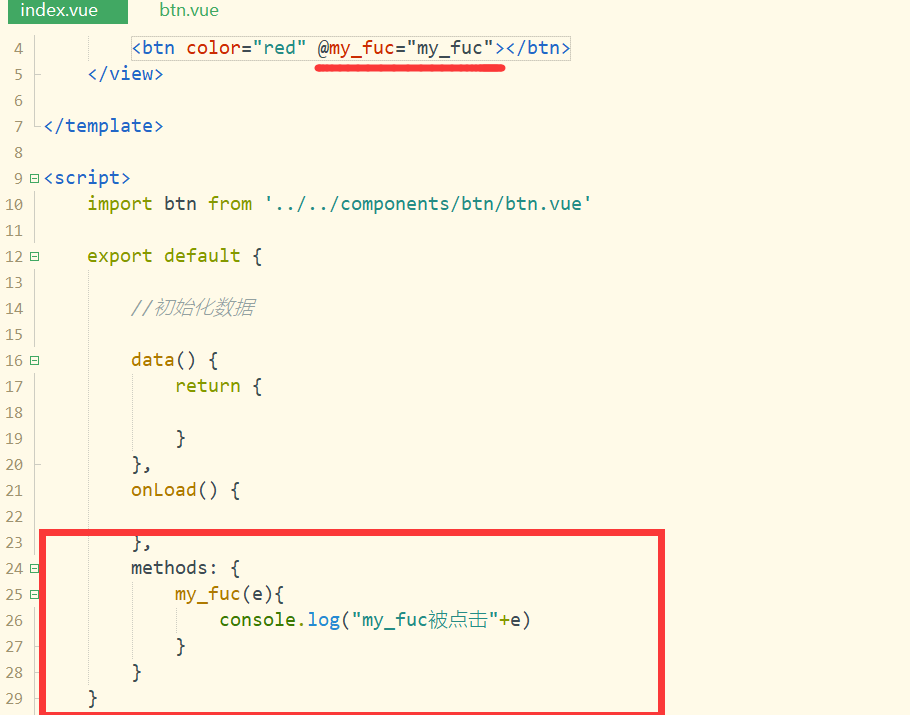 index.vue btn.vue
4 <btn color="red" @my_fuc="my_fuc"></btn>
5 </view>
6
7 </template>
8
9 <script>
10 import btn from '../../components/btn/btn.vue'
11
12 export default {
13
14 //初始化数据
15
16 data() {
17 return {
18
19 }
20 },
21 onLoad() {
22
23 },
24 methods: {
25 my_fuc(e){
26 console.log("my_fuc被点击"+e)
27 }
28 }
29 }